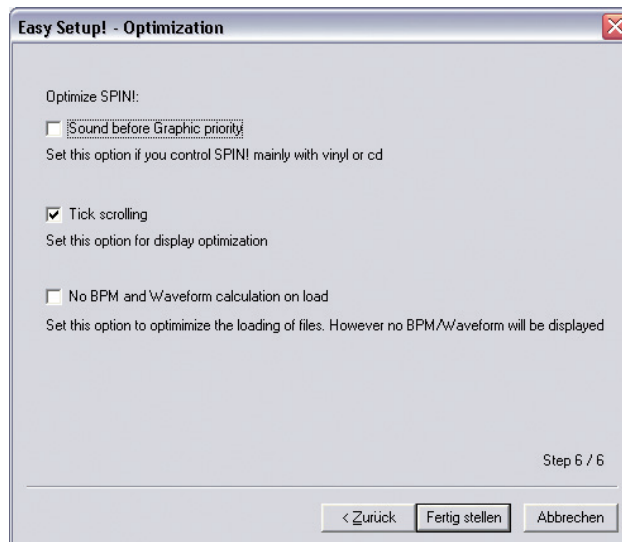 Easy Setup! - Optimization
Optimize SPIN!:
Sound before Graphic priority
Set this option if you control SPIN! mainly with vinyl or cd
Tick scrolling
Set this option for display optimization
No BPM and Waveform calculation on load
Set this option to optimimize the loading of files. However no BPM/Waveform will be displayed
Step 6 / 6
< Zurück Fertig stellen Abbrechen